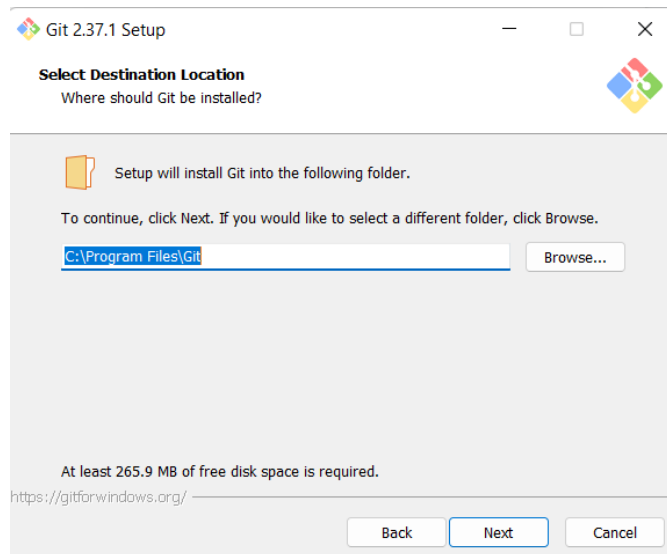 Git 2.37.1 Setup
Select Destination Location
Where should Git be installed?
Setup will install Git into the following folder.
To continue, click Next. If you would like to select a different folder, click Browse.
C:\Program Files\Git
Browse...
At least 265.9 MB of free disk space is required.
https://gitforwindows.org/
Back Next Cancel